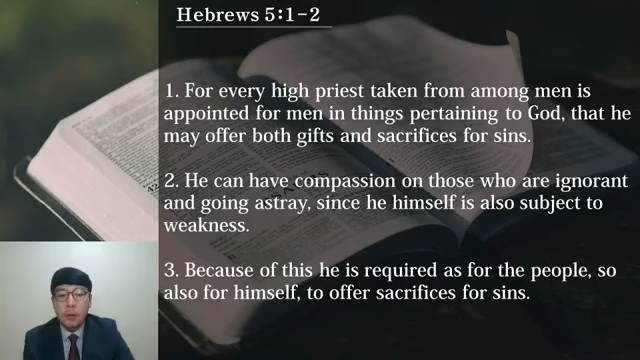 Hebrews 5:1-2
1. For every high priest taken from among men is
appointed for men in things pertaining to God, that he
may offer both gifts and sacrifices for sins.
2. He can have compassion on those who are ignorant
and going astray, since he himself is also subject to
weakness.
3. Because of this he is required as for the people, so
also for himself, to offer sacrifices for sins.